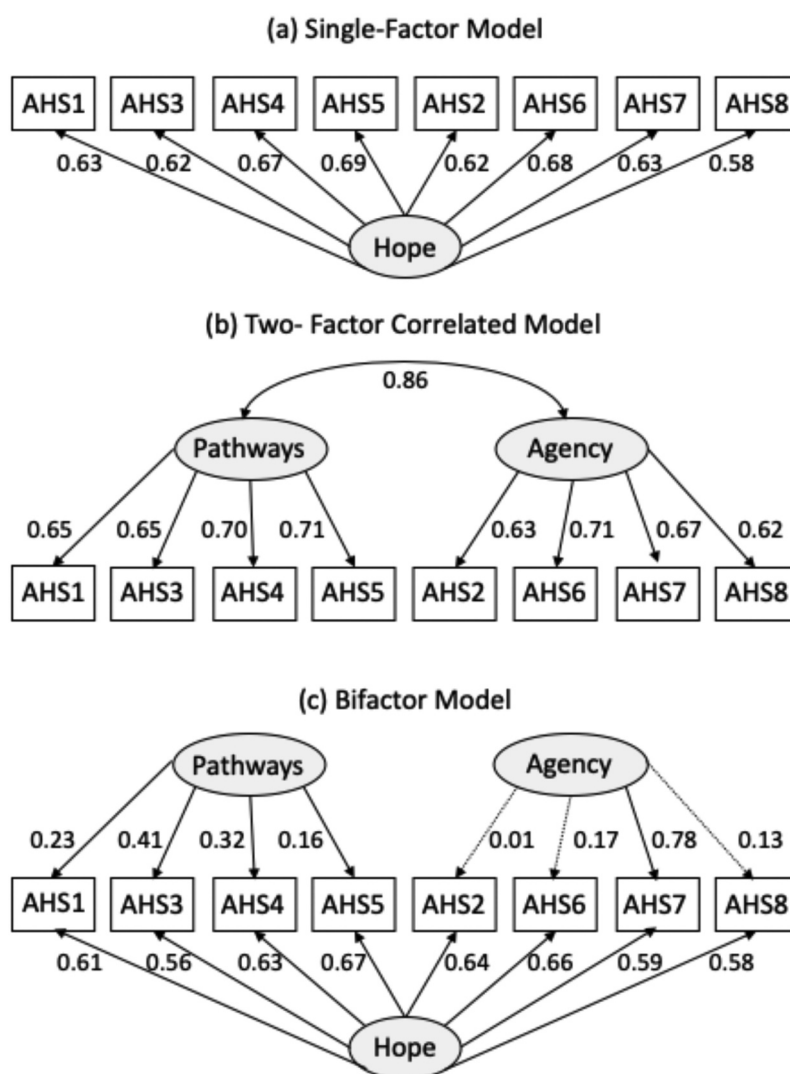 (a) Single-Factor Model
AHS1 AHS3 AHS4 AHS5 AHS2 AHS6 AHS7 AHS8
0.63 0.62 0.67 0.69 0.62 0.68 0.63 0.58
Hope
(b) Two- Factor Correlated Model
0.86
Pathways Agency
0.65 0.65 0.70 0.71 0.63 0.71 0.67 0.62
AHS1 AHS3 AHS4 AHS5 AHS2 AHS6 AHS7 AHS8
(c) Bifactor Model
Pathways Agency
0.23 0.41 0.32 0.16 0.01 0.17 0.78 0.13
AHS1 AHS3 AHS4 AHS5 AHS2 AHS6 AHS7 AHS8
0.61 0.56 0.63 0.67 0.64 0.66 0.59 0.58
Hope